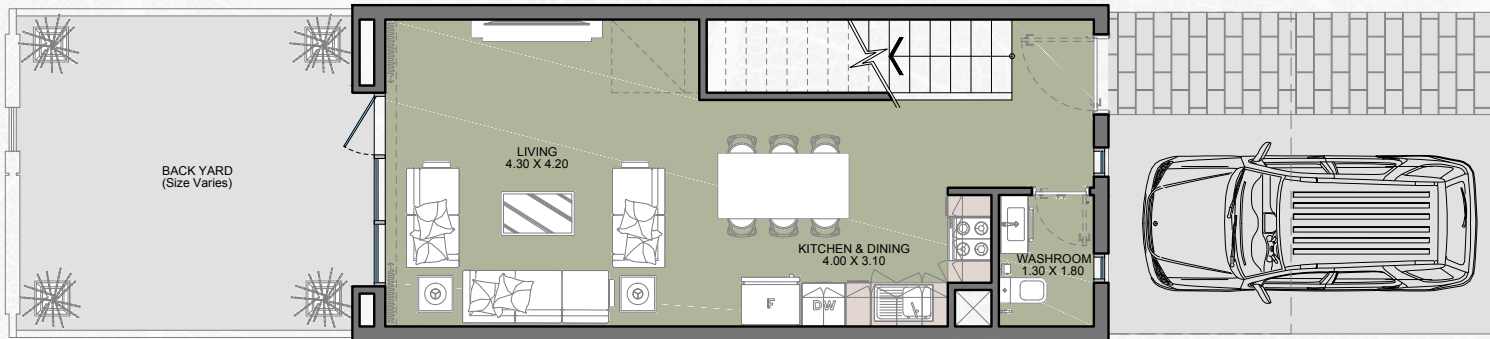 BACK YARD
(Size Varies)
LIVING
4.30 X 4.20
KITCHEN & DINING
4.00 X 3.10
WASHROOM
1.30 X 1.80
F
DW